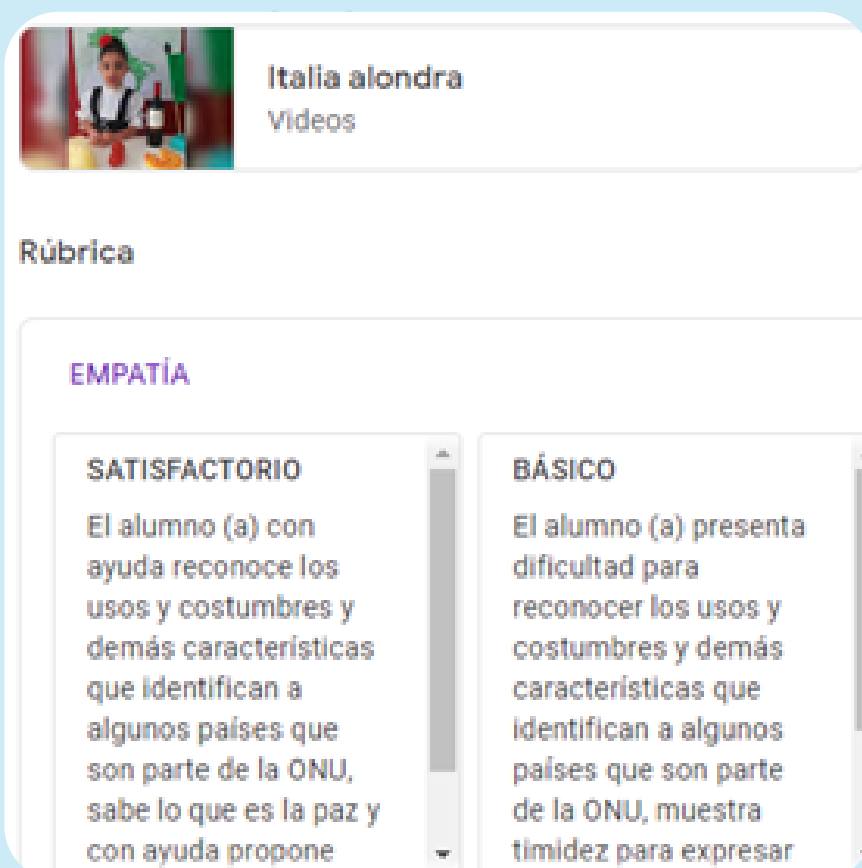 Italia alondra
Videos
Rúbrica
EMPATÍA
SATISFACTORIO
El alumno (a) con
ayuda reconoce los
usos y costumbres y
demás características
que identifican a
algunos países que
son parte de la ONU,
sabe lo que es la paz y
con ayuda propone
BÁSICO
El alumno (a) presenta
dificultad para
reconocer los usos y
costumbres y demás
características que
identifican a algunos
países que son parte
de la ONU, muestra
timidez para expresar